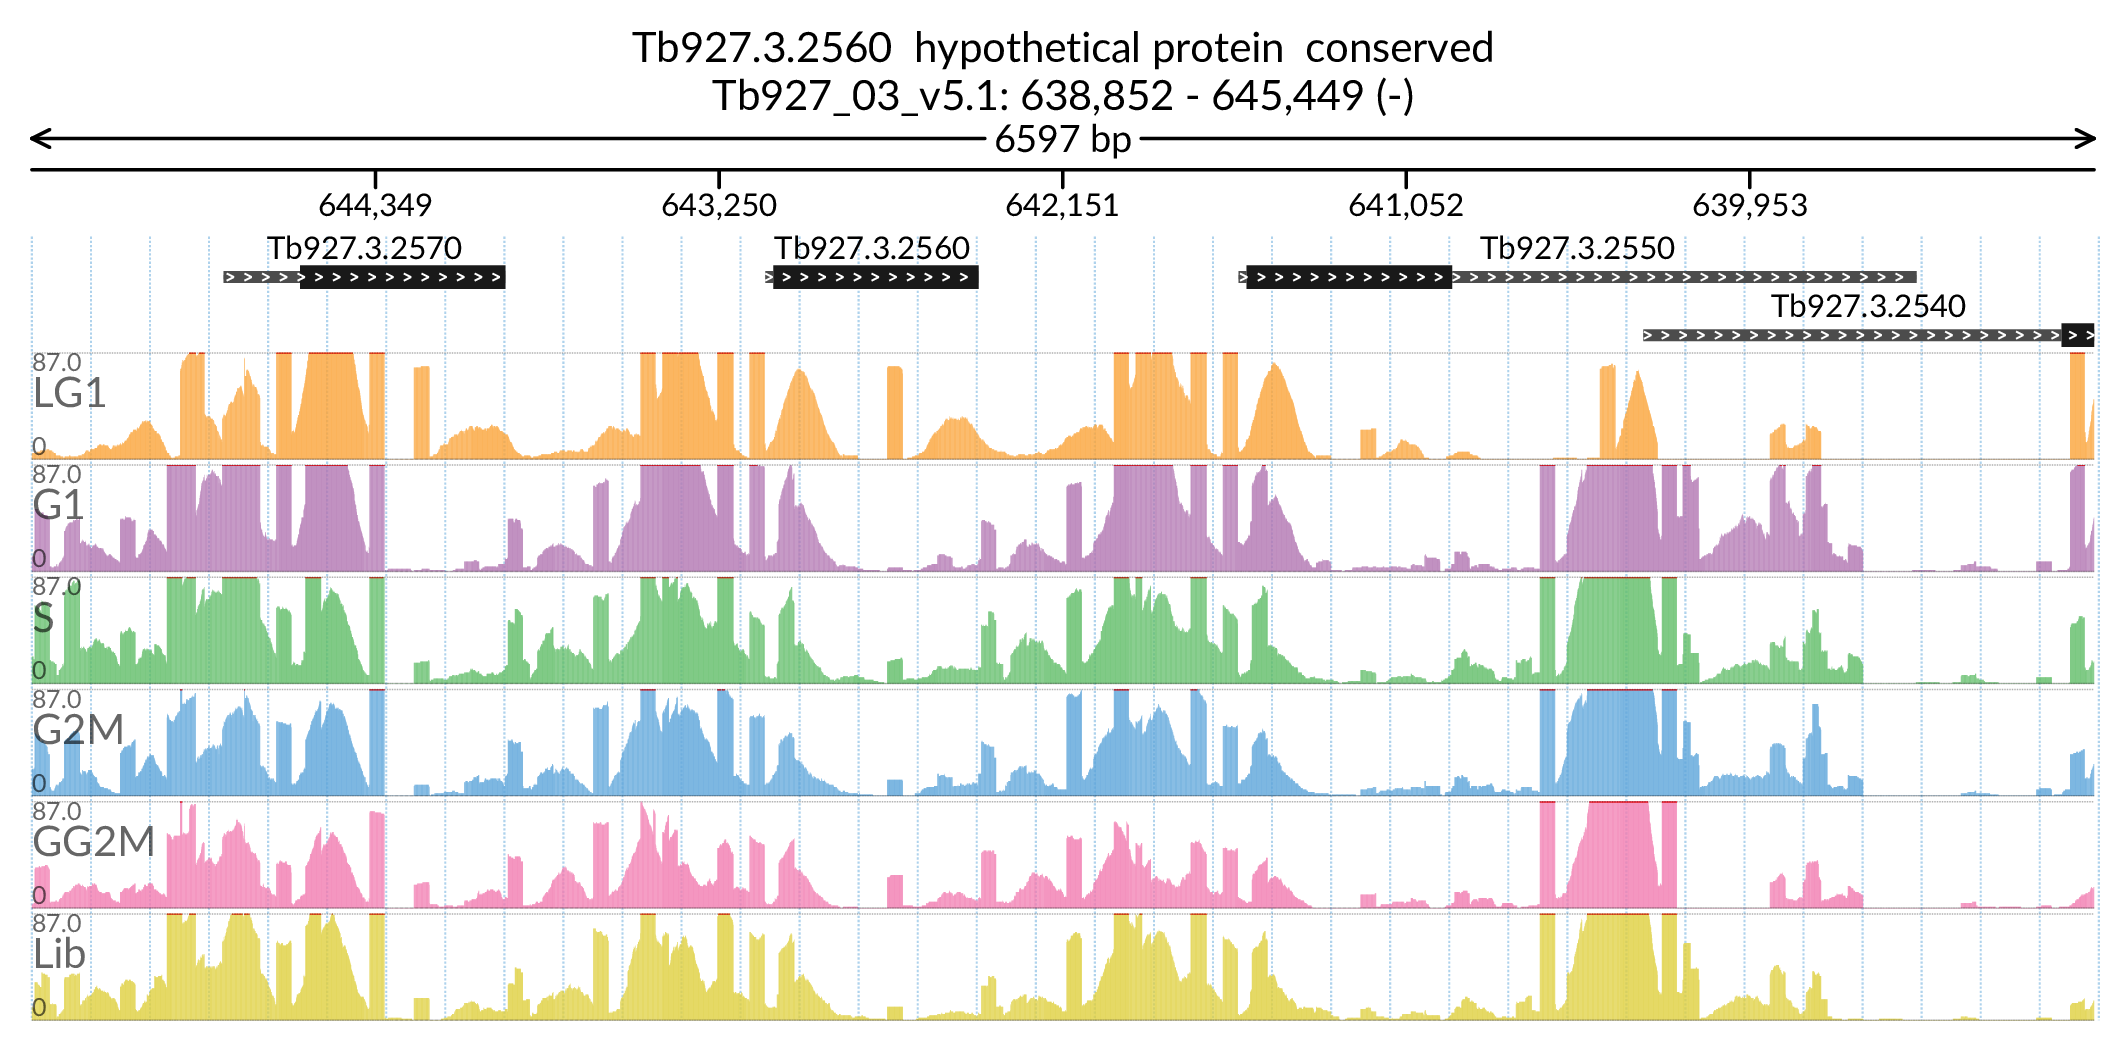 Tb927.3.2560  hypothetical protein  conserved
Tb927_03_v5.1: 638,852 - 645,449 (-)
6597 bp
644,349 643,250 642,151 641,052 639,953
Tb927.3.2570 Tb927.3.2560 Tb927.3.2550
Tb927.3.2540
87.0
LG1
0
87.0
G1
0
87.0
S
0
87.0
G2M
0
87.0
GG2M
0
87.0
Lib
0